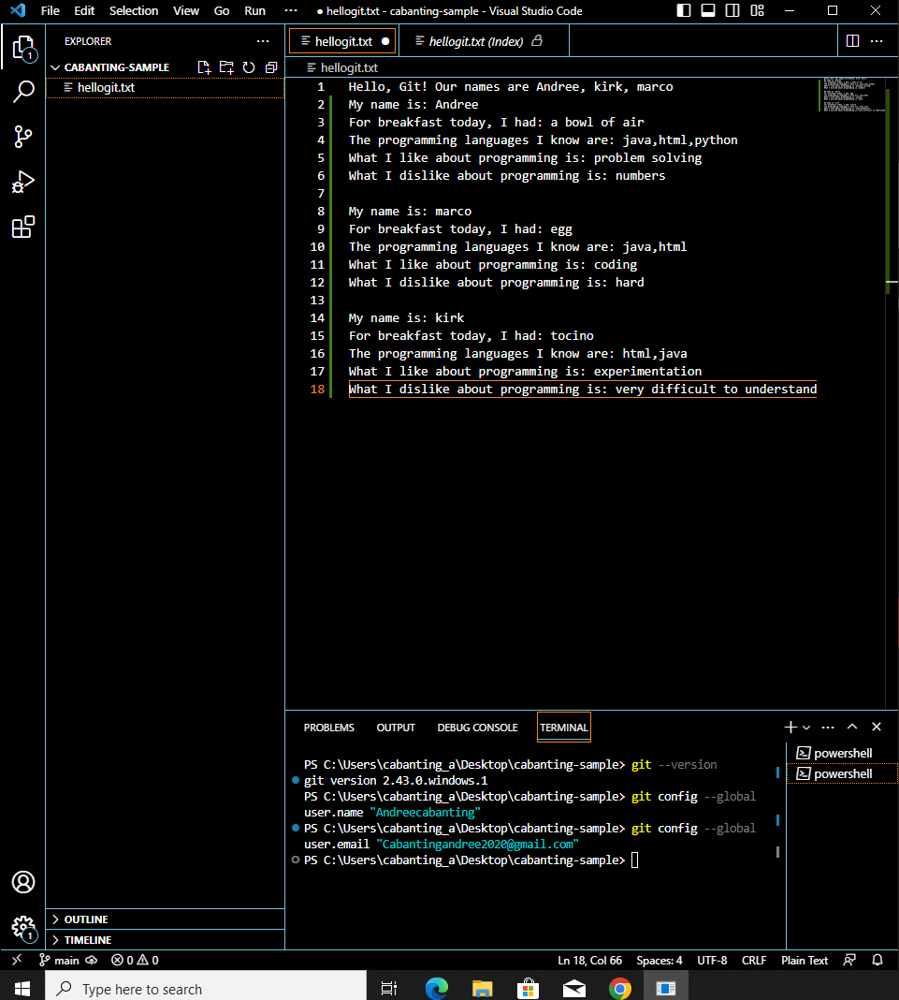 File Edit Selection View Go Run ··· ● hellogit.txt - cabanting-sample - Visual Studio Code
EXPLORER ···
CABANTING-SAMPLE
hellogit.txt
1
hellogit.txt ●
hellogit.txt (Index)
hellogit.txt
1 Hello, Git! Our names are Andree, kirk, marco
2 My name is: Andree
3 For breakfast today, I had: a bowl of air
4 The programming languages I know are: java,html,python
5 What I like about programming is: problem solving
6 What I dislike about programming is: numbers
7
8 My name is: marco
9 For breakfast today, I had: egg
10 The programming languages I know are: java,html
11 What I like about programming is: coding
12 What I dislike about programming is: hard
13
14 My name is: kirk
15 For breakfast today, I had: tocino
16 The programming languages I know are: html,java
17 What I like about programming is: experimentation
18 What I dislike about programming is: very difficult to understand
PROBLEMS OUTPUT DEBUG CONSOLE TERMINAL
PS C:\Users\cabanting_a\Desktop\cabanting-sample> git --version
git version 2.43.0.windows.1
PS C:\Users\cabanting_a\Desktop\cabanting-sample> git config --global
user.name "Andreecabanting"
PS C:\Users\cabanting_a\Desktop\cabanting-sample> git config --global
user.email "Cabantingandree2020@gmail.com"
PS C:\Users\cabanting_a\Desktop\cabanting-sample>
powershell
powershell
OUTLINE
TIMELINE
1
main 0 0 Ln 18, Col 66 Spaces: 4 UTF-8 CRLF Plain Text
Type here to search